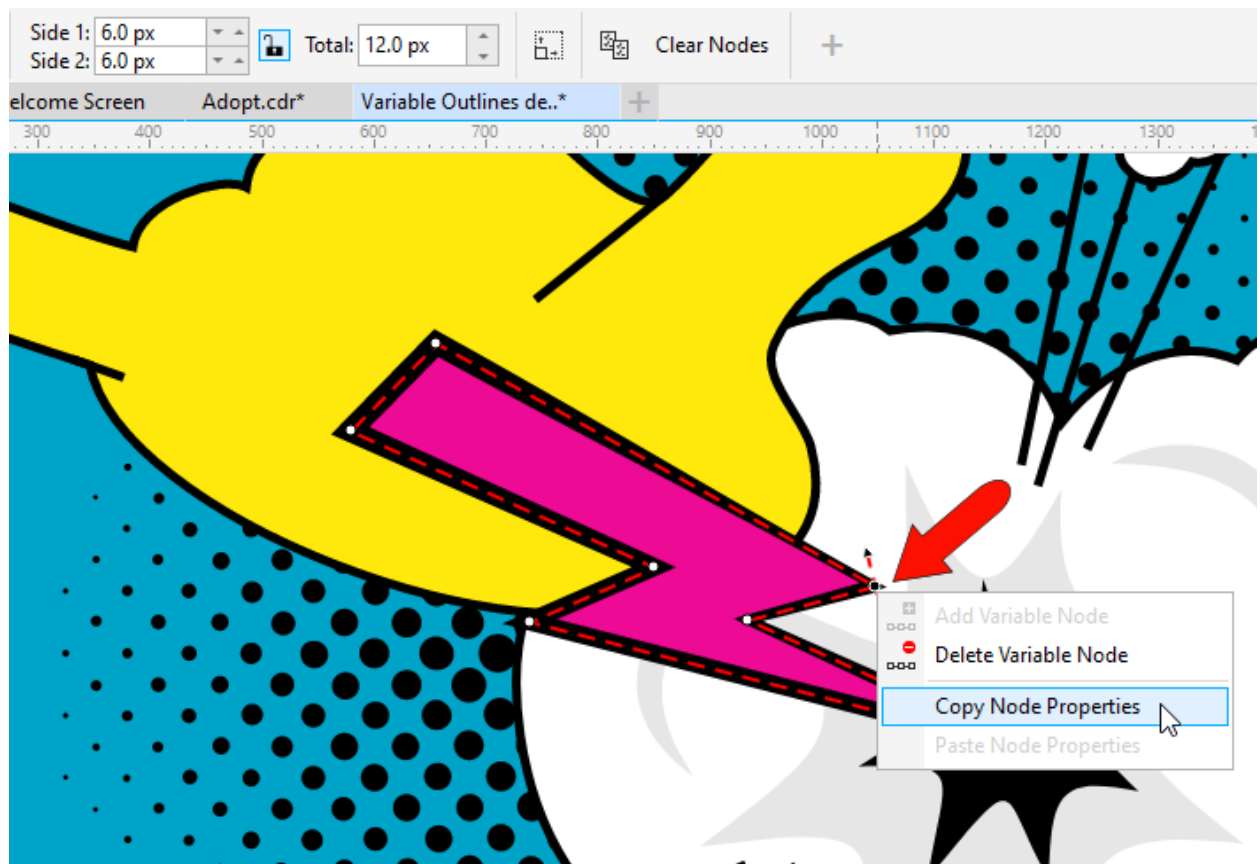 Side 1: 6.0 px
Side 2: 6.0 px
Total: 12.0 px
Clear Nodes
elcome Screen Adopt.cdr* Variable Outlines de..*
300 400 500 600 700 800 900 1000 1100 1200 1300
Add Variable Node
Delete Variable Node
Copy Node Properties
Paste Node Properties